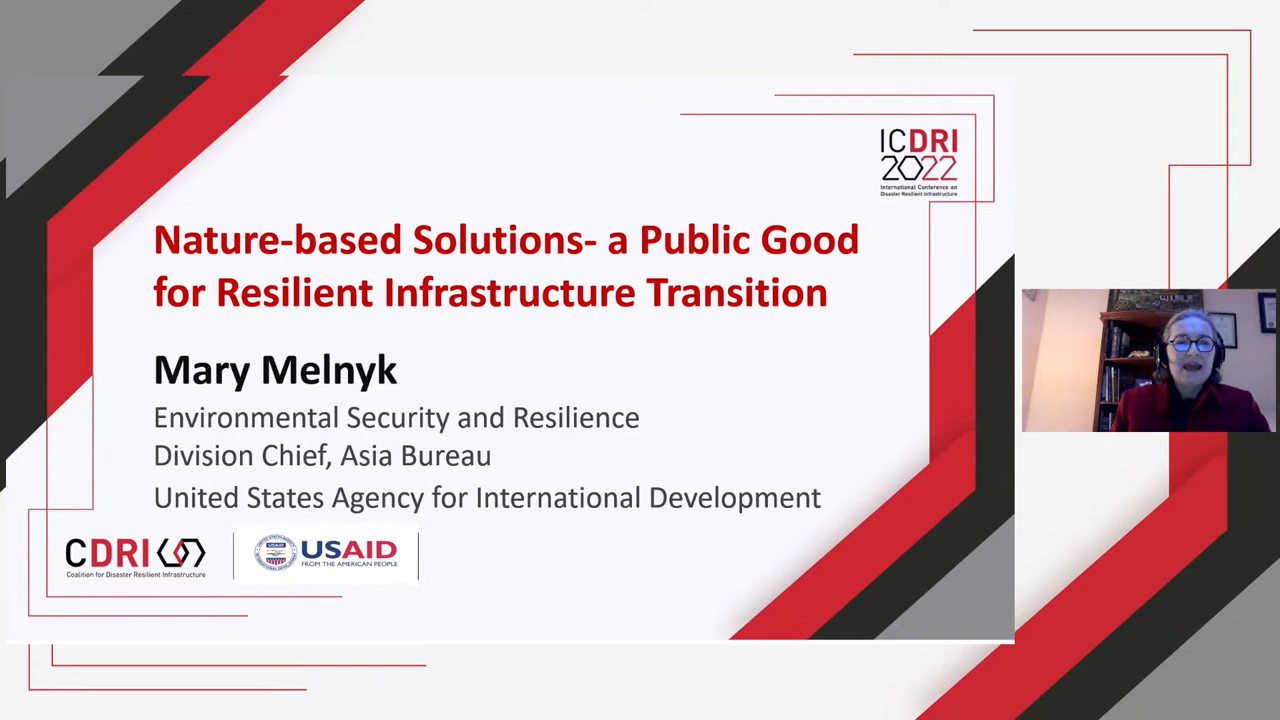 ICDRI
2022
International Conference on
Disaster Resilient Infrastructure
Nature-based Solutions- a Public Good
for Resilient Infrastructure Transition
Mary Melnyk
Environmental Security and Resilience
Division Chief, Asia Bureau
United States Agency for International Development
CDRI
Coalition for Disaster Resilient Infrastructure
USAID
USAID
FROM THE AMERICAN PEOPLE